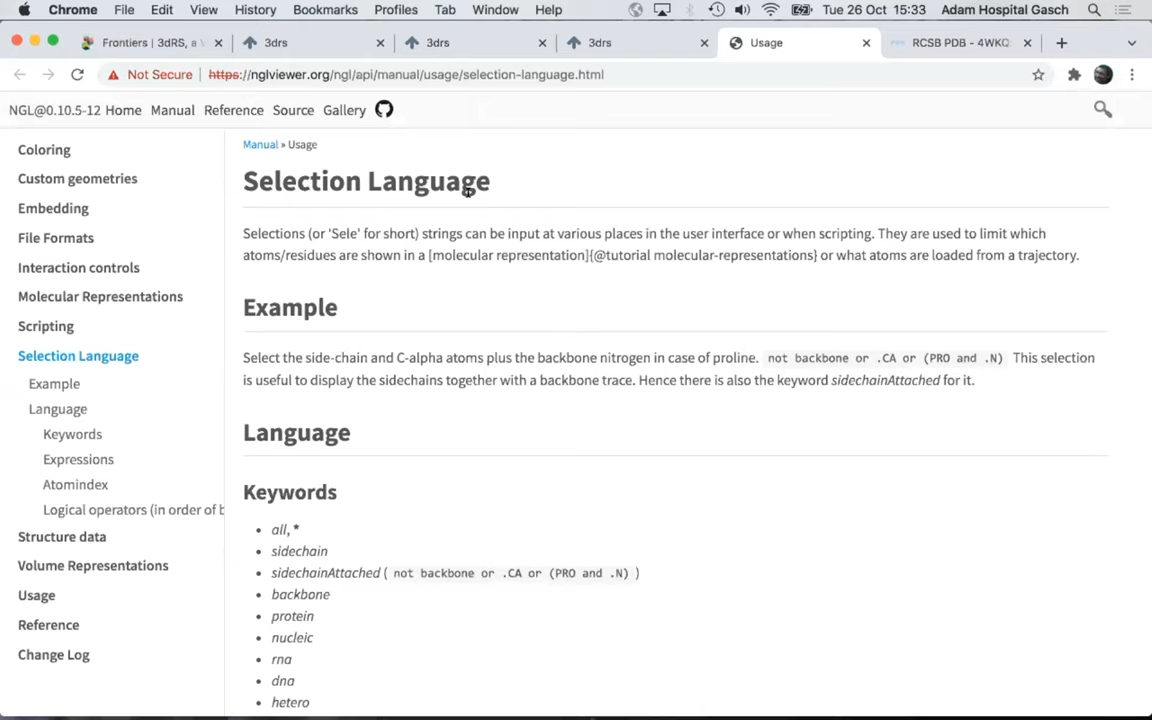 Chrome File Edit View History Bookmarks Profiles Tab Window Help Tue 26 Oct 15:33 Adam Hospital Gasch
Frontiers | 3dRS, a 3drs 3drs 3drs Usage RCSB PDB - 4WKQ
Not Secure https://nglviewer.org/ngl/api/manual/usage/selection-language.html
NGL@0.10.5-12 Home Manual Reference Source Gallery
Coloring
Custom geometries
Embedding
File Formats
Interaction controls
Molecular Representations
Scripting
Selection Language
Example
Language
Keywords
Expressions
Atomindex
Logical operators (in order of b
Structure data
Volume Representations
Usage
Reference
Change Log
Manual » Usage
Selection Language
Selections (or 'Sele' for short) strings can be input at various places in the user interface or when scripting. They are used to limit which
atoms/residues are shown in a [molecular representation]{@tutorial molecular-representations} or what atoms are loaded from a trajectory.
Example
Select the side-chain and C-alpha atoms plus the backbone nitrogen in case of proline. not backbone or .CA or (PRO and .N) This selection
is useful to display the sidechains together with a backbone trace. Hence there is also the keyword sidechainAttached for it.
Language
Keywords
• all, *
• sidechain
• sidechainAttached ( not backbone or .CA or (PRO and .N) )
• backbone
• protein
• nucleic
• rna
• dna
• hetero